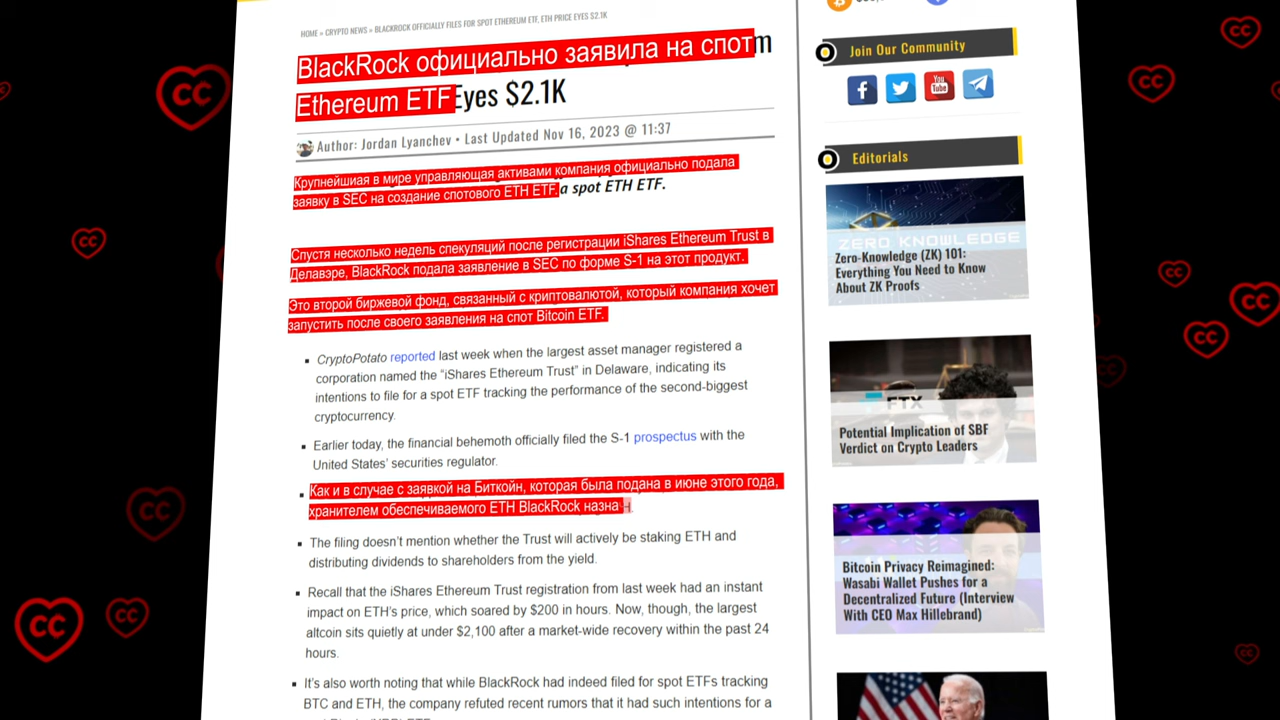 HOME » CRYPTO NEWS » BLACKROCK OFFICIALLY FILES FOR SPOT ETHEREUM ETF, ETH PRICE EYES $2.1K
BlackRock официально заявила на спот
Ethereum ETF Eyes $2.1K
Author: Jordan Lyanchev • Last Updated Nov 16, 2023 @ 11:37
Крупнейшиая в мире управляющая активами компания официально подала
заявку в SEC на создание спотового ETH ETF. a spot ETH ETF.
Спустя несколько недель спекуляций после регистрации iShares Ethereum Trust в
Делавэре, BlackRock подала заявление в SEC по форме S-1 на этот продукт.
Это второй биржевой фонд, связанный с криптовалютой, который компания хочет
запустить после своего заявления на спот Bitcoin ETF.
CryptoPotato reported last week when the largest asset manager registered a
corporation named the “iShares Ethereum Trust” in Delaware, indicating its
intentions to file for a spot ETF tracking the performance of the second-biggest
cryptocurrency.
Earlier today, the financial behemoth officially filed the S-1 prospectus with the
United States’ securities regulator.
Как и в случае с заявкой на Биткойн, которая была подана в июне этого года,
хранителем обеспечиваемого ETH BlackRock назна
The filing doesn’t mention whether the Trust will actively be staking ETH and
distributing dividends to shareholders from the yield.
Recall that the iShares Ethereum Trust registration from last week had an instant
impact on ETH’s price, which soared by $200 in hours. Now, though, the largest
altcoin sits quietly at under $2,100 after a market-wide recovery within the past 24
hours.
It’s also worth noting that while BlackRock had indeed filed for spot ETFs tracking
BTC and ETH, the company refuted recent rumors that it had such intentions for a
Join Our Community
You
Tube
Editorials
ZERO KNOWLEDGE
Zero-Knowledge (ZK) 101:
Everything You Need to Know
About ZK Proofs
FTX
Potential Implication of SBF
Verdict on Crypto Leaders
Bitcoin Privacy Reimagined:
Wasabi Wallet Pushes for a
Decentralized Future (Interview
With CEO Max Hillebrand)
CC
CC
CC
CC
CC
CC
CC
CC
CC
CC
CC